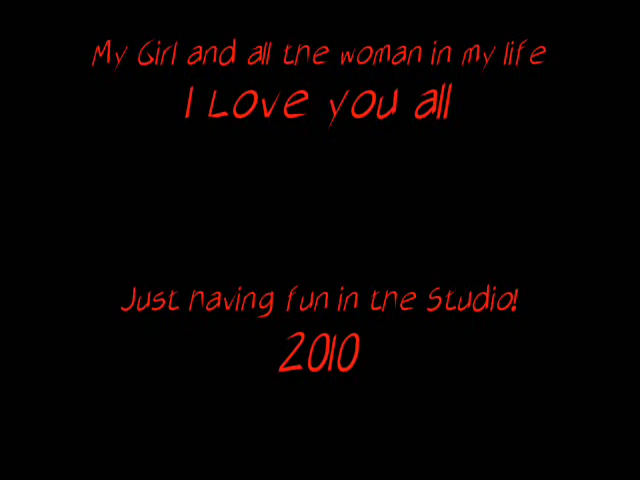 My Girl and all the woman in my life
I Love you all
Just having fun in the Studio!
2010